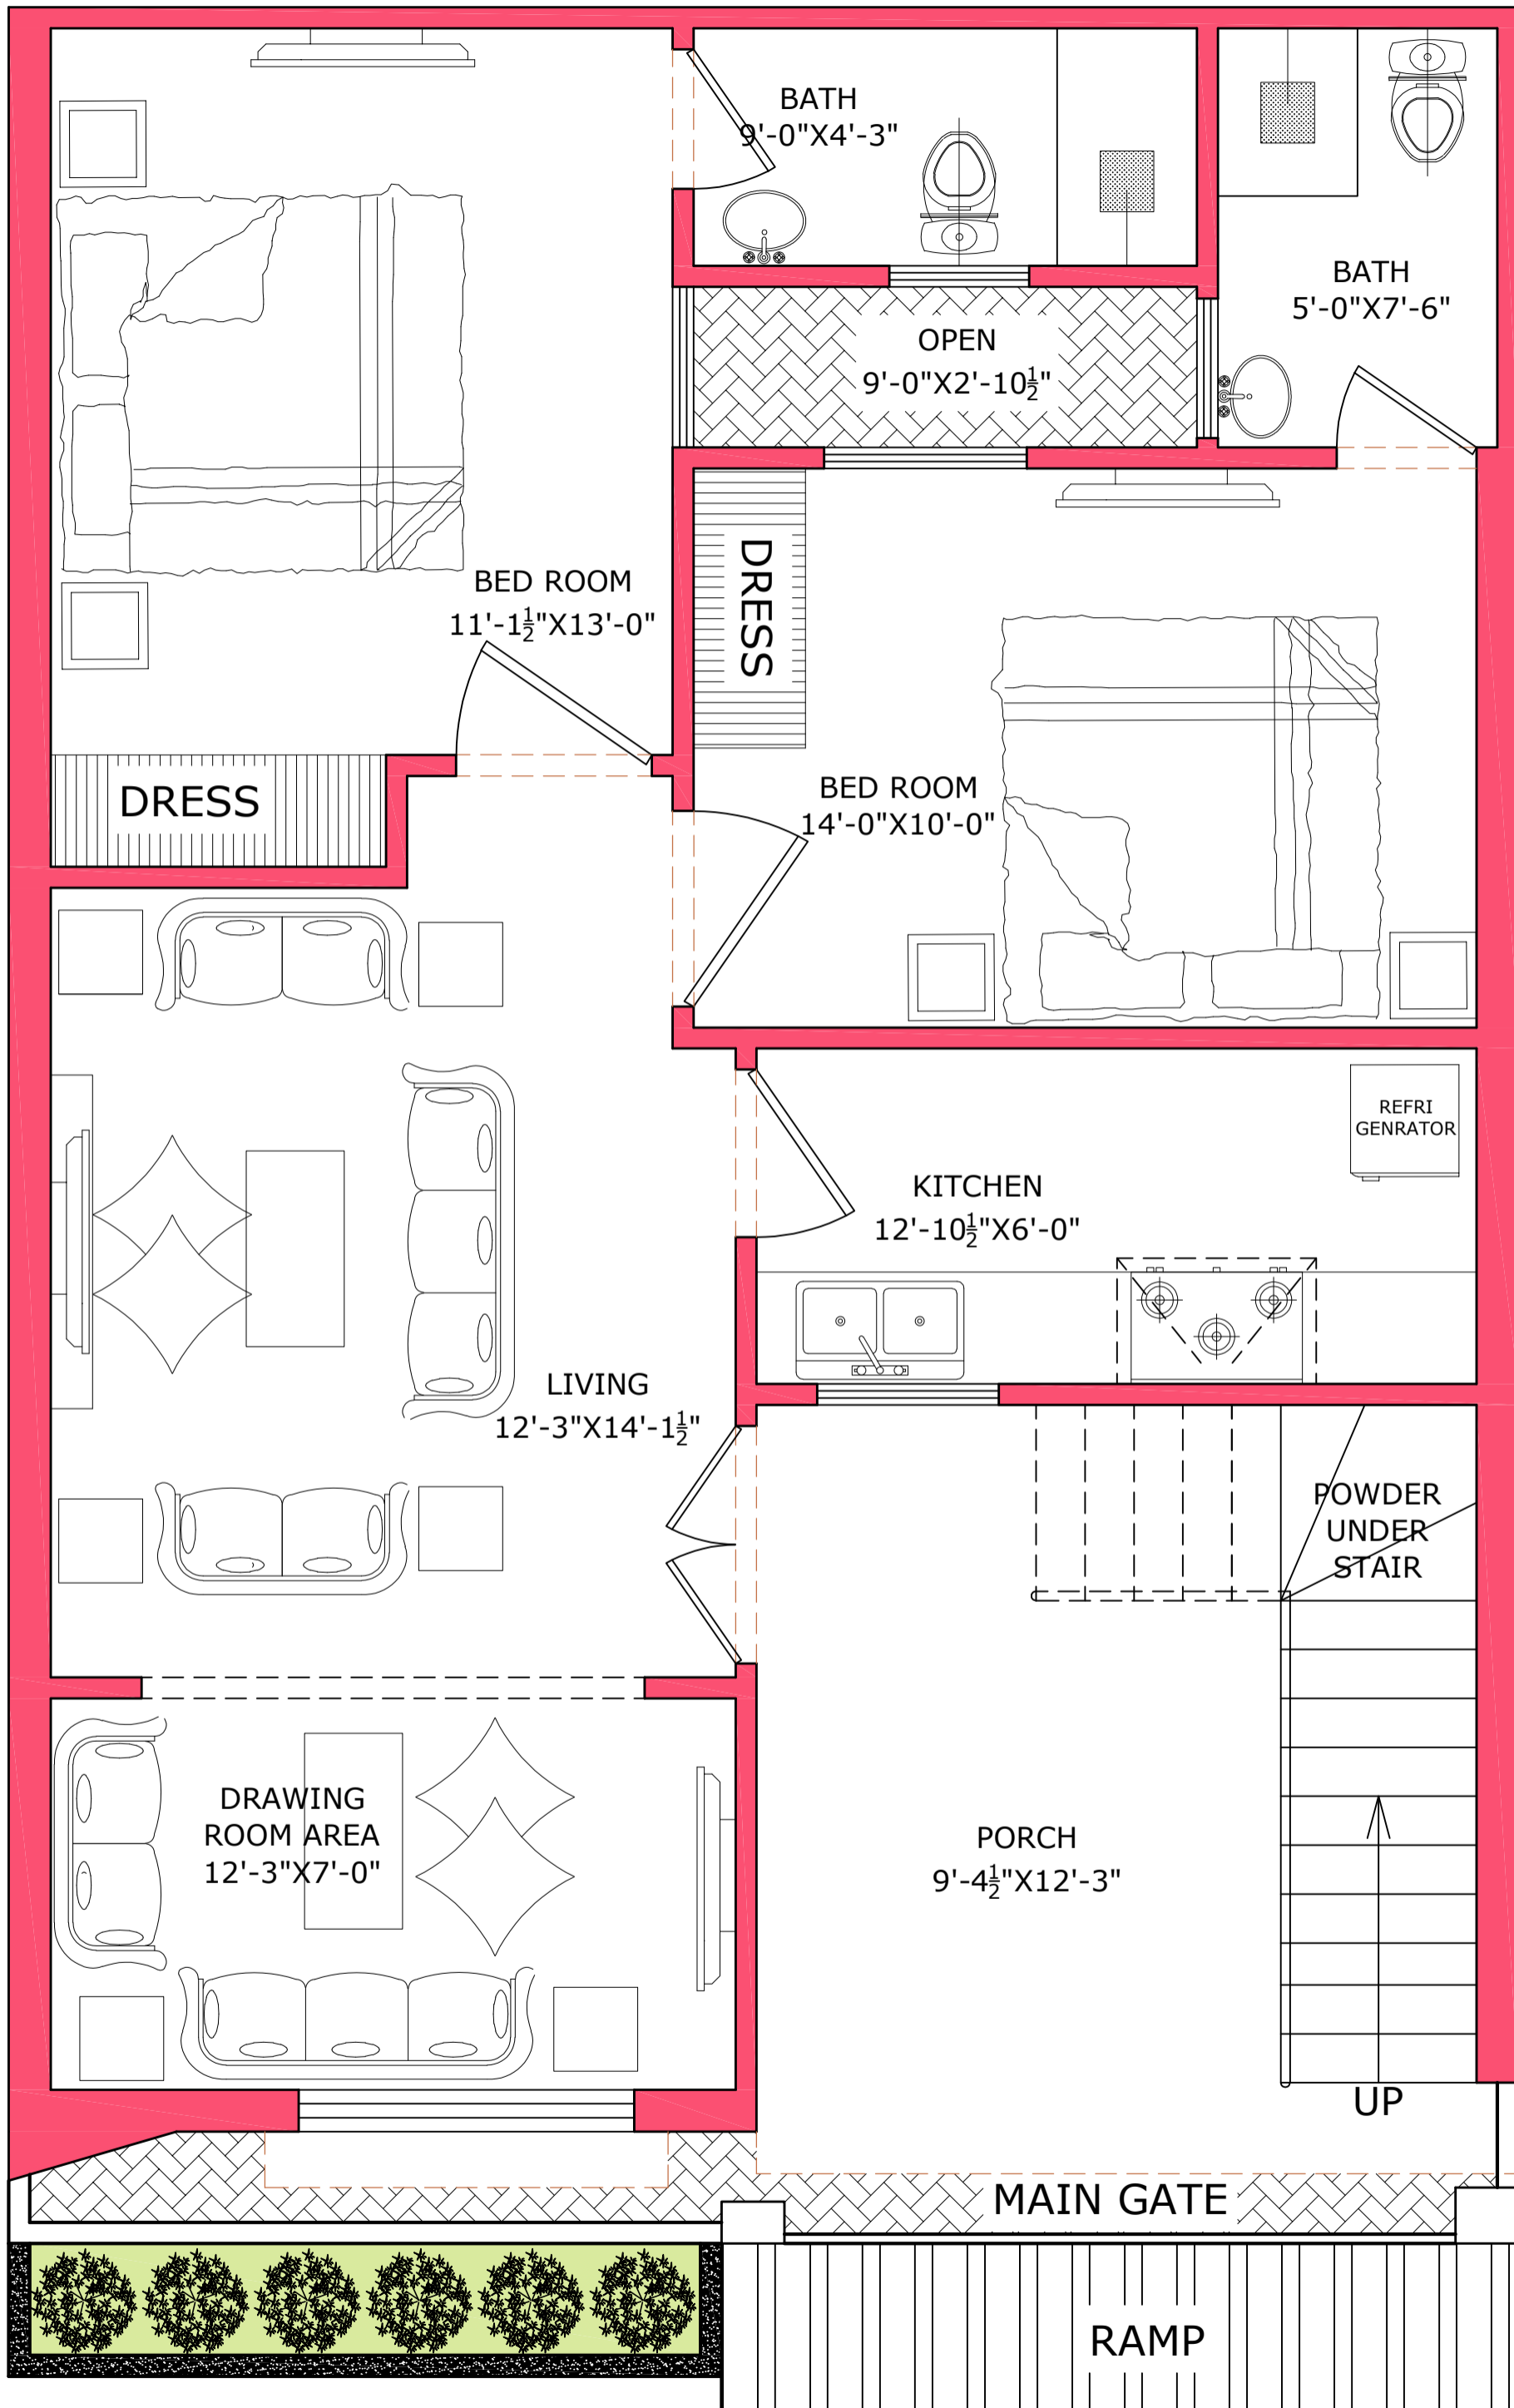 BATH
9'-0"X4'-3"
BATH
5'-0"X7'-6"
OPEN
9'-0"X2'-10½"
BED ROOM
11'-1½"X13'-0"
DRESS
DRESS
BED ROOM
14'-0"X10'-0"
REFRI
GENRATOR
KITCHEN
12'-10½"X6'-0"
LIVING
12'-3"X14'-1½"
POWDER
UNDER
STAIR
DRAWING
ROOM AREA
12'-3"X7'-0"
PORCH
9'-4½"X12'-3"
UP
MAIN GATE
RAMP